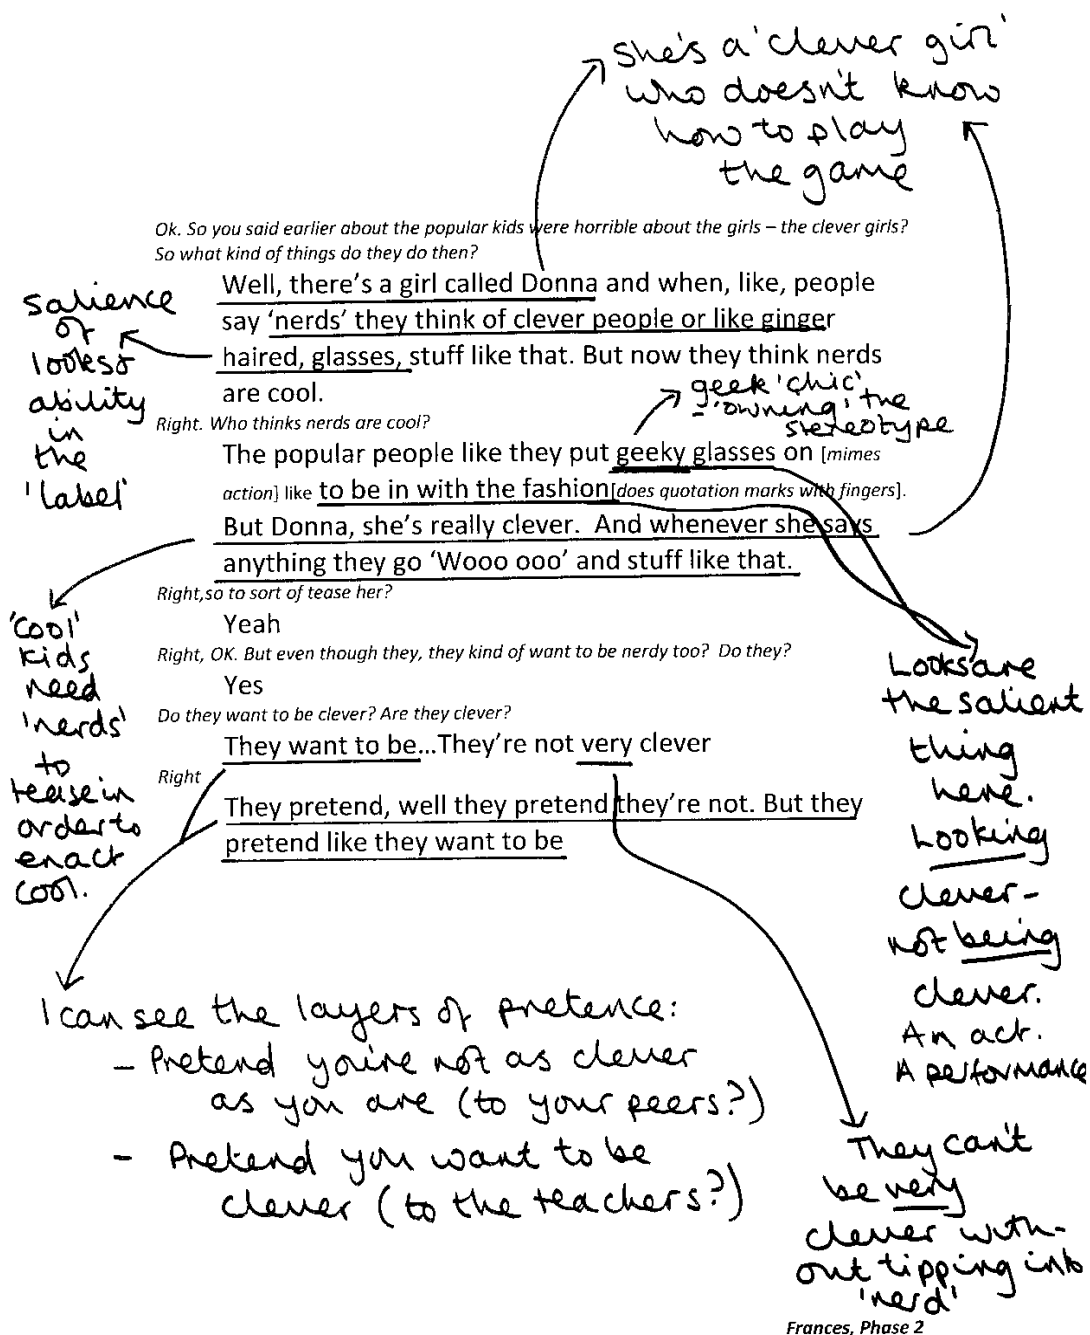 She's a 'clever girl'
who doesn't know
how to play
the game
Ok. So you said earlier about the popular kids were horrible about the girls – the clever girls?
So what kind of things do they do then?
Well, there's a girl called Donna and when, like, people
say 'nerds' they think of clever people or like ginger
haired, glasses, stuff like that. But now they think nerds
are cool.
salience
of
looks &
ability
in
the
'label'
geek 'chic'
- 'owning' the
stereotype
Right. Who thinks nerds are cool?
The popular people like they put geeky glasses on [mimes
action] like to be in with the fashion[does quotation marks with fingers].
But Donna, she's really clever. And whenever she says
anything they go 'Wooo ooo' and stuff like that.
Right,so to sort of tease her?
Yeah
Right, OK. But even though they, they kind of want to be nerdy too? Do they?
Yes
Do they want to be clever? Are they clever?
They want to be...They're not very clever
Right
They pretend, well they pretend they're not. But they
pretend like they want to be
'cool'
kids
need
'nerds'
to
tease in
order to
enact
cool.
Looks are
the salient
thing
here.
Looking
clever -
not being
clever.
An act.
A performance
I can see the layers of pretence:
- Pretend you're not as clever
as you are (to your peers?)
- Pretend you want to be
clever (to the teachers?)
They can't
be very
clever with-
out tipping into
'nerd'
Frances, Phase 2